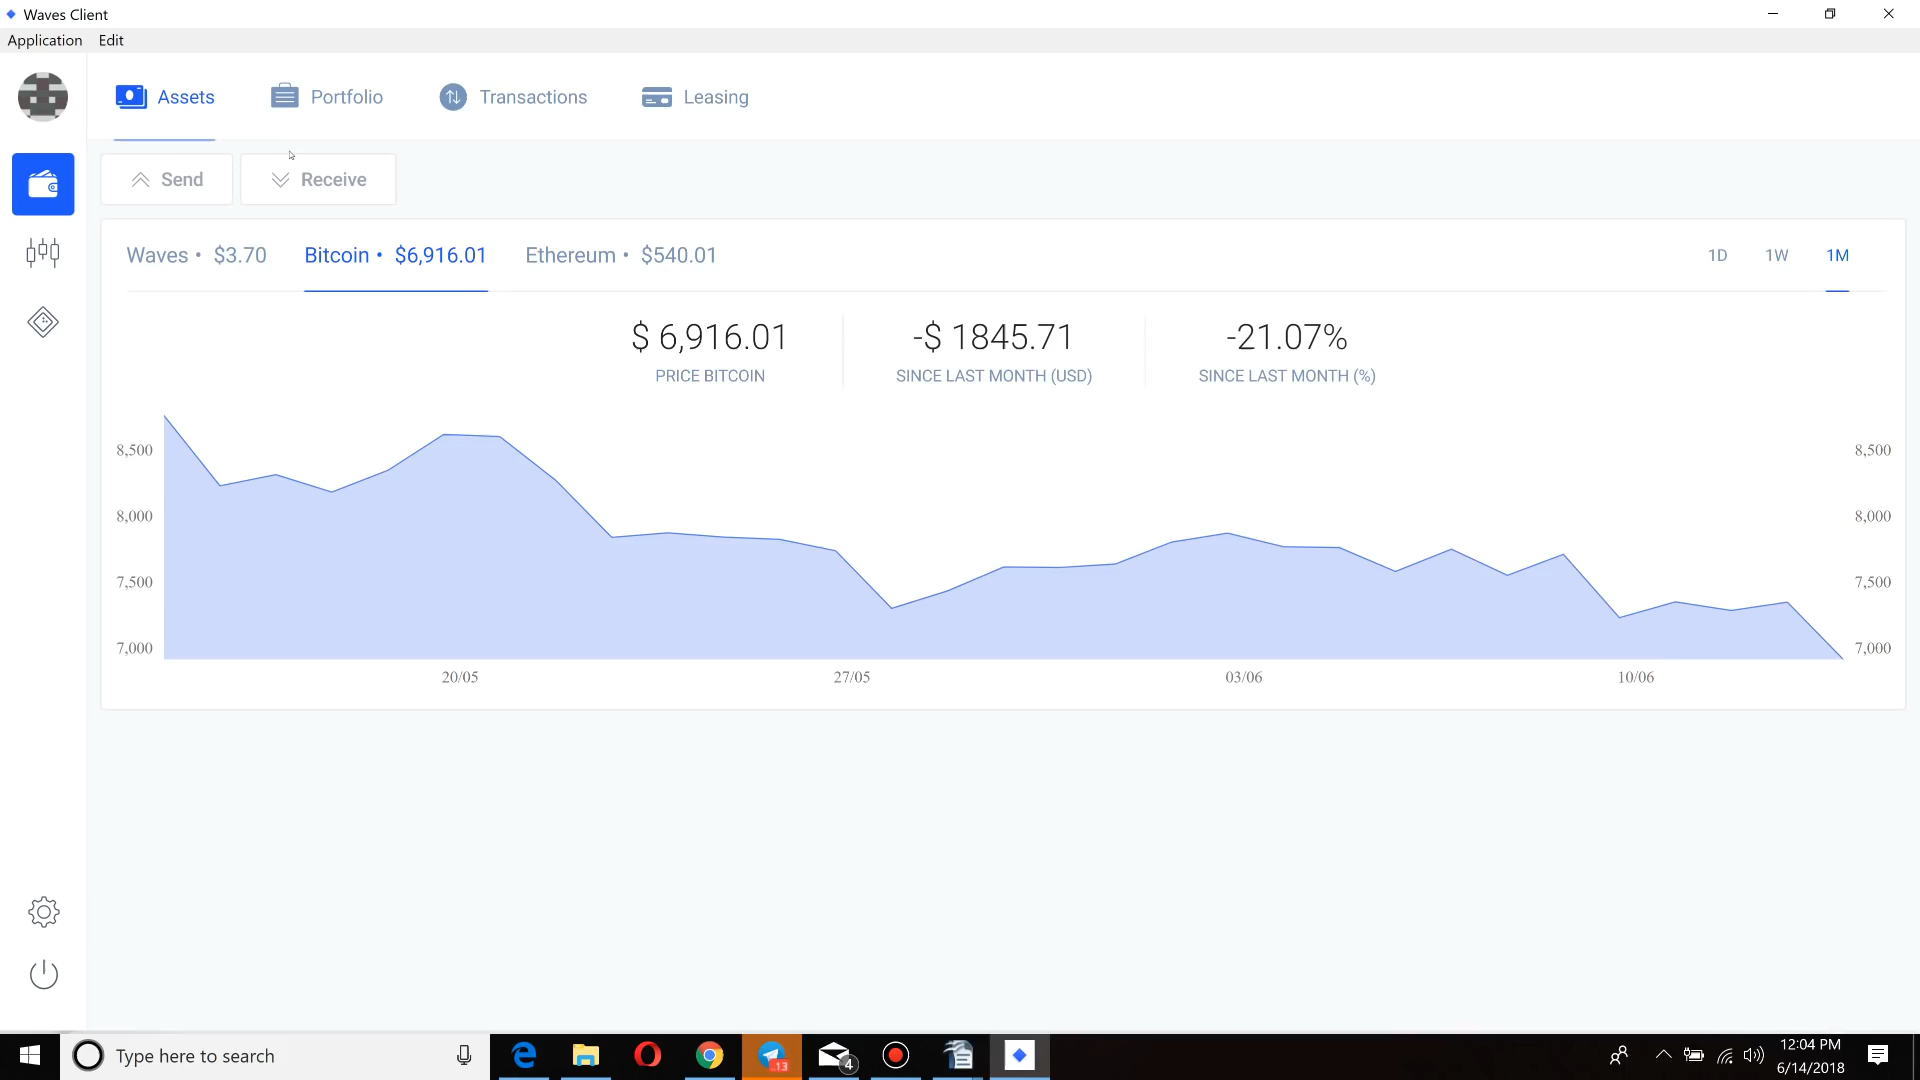 Waves Client
Application Edit
Assets Portfolio Transactions Leasing
Send Receive
Waves • $3.70 Bitcoin • $6,916.01 Ethereum • $540.01 1D 1W 1M
$ 6,916.01 -$ 1845.71 -21.07%
PRICE BITCOIN SINCE LAST MONTH (USD) SINCE LAST MONTH (%)
8,500 8,500
8,000 8,000
7,500 7,500
7,000 7,000
20/05 27/05 03/06 10/06
Type here to search 13 4 12:04 PM
6/14/2018